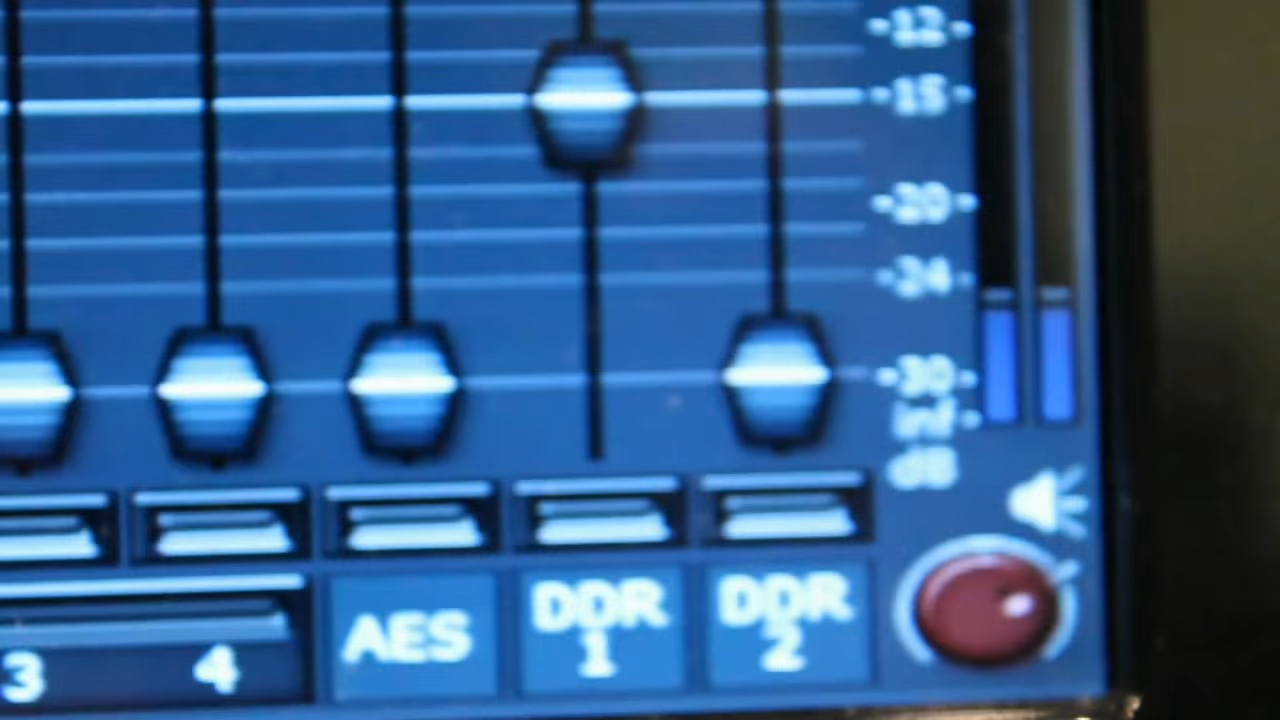 -12-
-15-
-20-
-24-
-30-
inf-
dB
3
4
AES
DDR
1
DDR
2